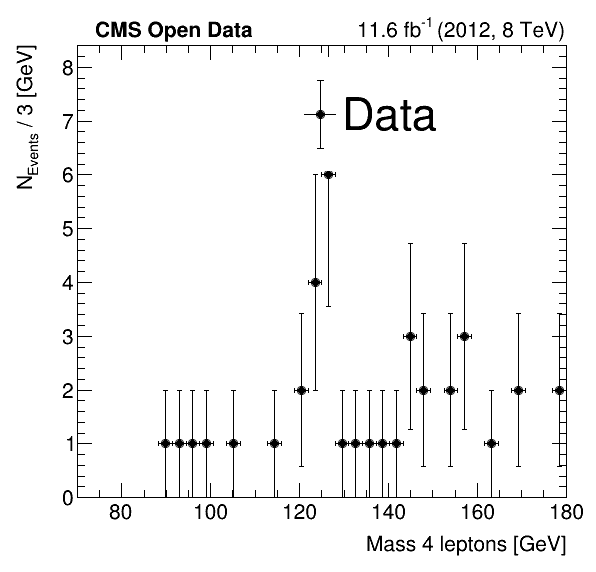 CMS Open Data 11.6 fb⁻¹ (2012, 8 TeV)
N_Events / 3 [GeV]
8
7
6
5
4
3
2
1
0
Data
80 100 120 140 160 180
Mass 4 leptons [GeV]